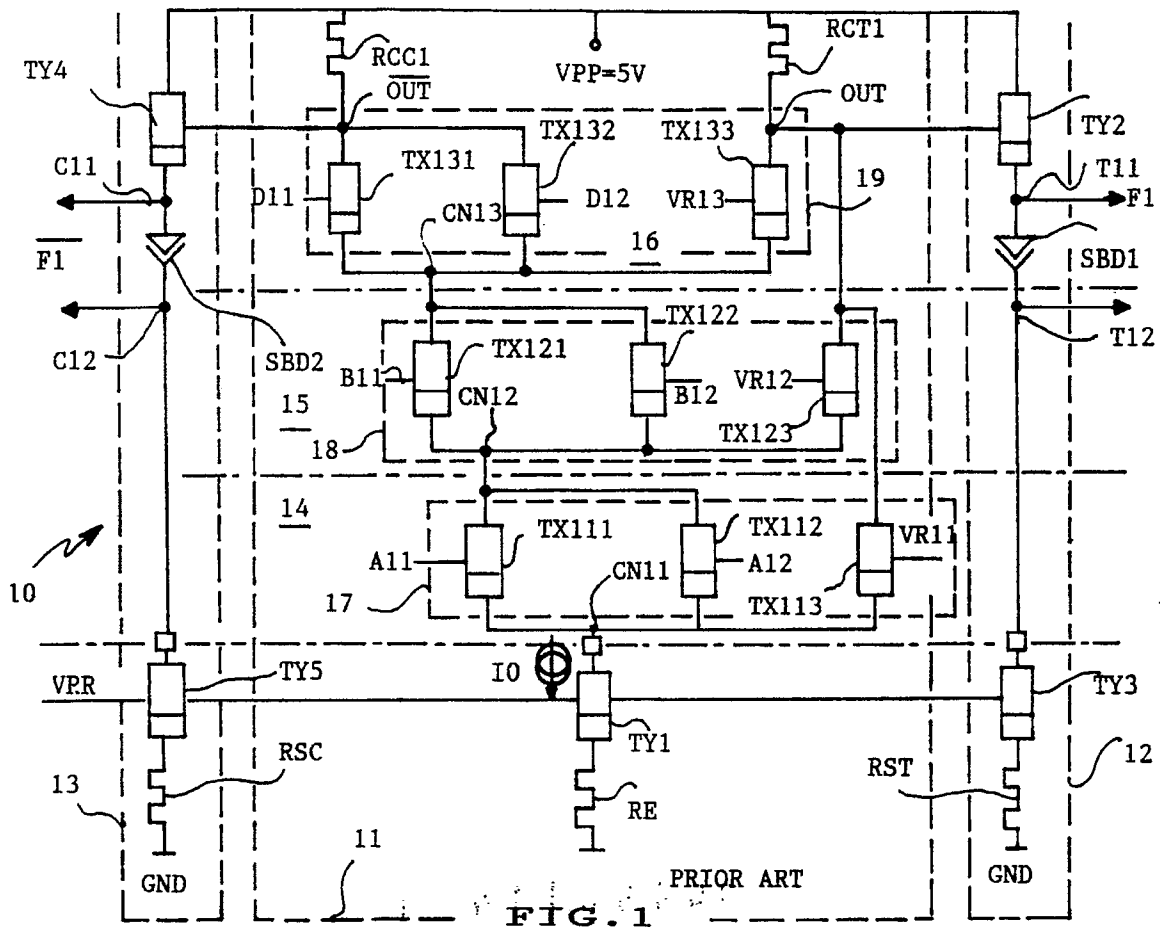 RCT1
RCC1
TY4
VPP=5V
OUT
OUT
TX132
TX133
TY2
TX131
C11
T11
D11
CN13
D12
VR13
19
F1
F1
16
SBD1
TX122
C12
SBD2
TX121
T12
B11
VR12
CN12
B12
15
18
TX123
14
TX111
TX112
VR11
A11
CN11
A12
10
17
TX113
I0
VPR
TY5
TY3
TY1
RSC
RST
12
13
RE
11
GND
PRIOR ART
GND
FIG.1